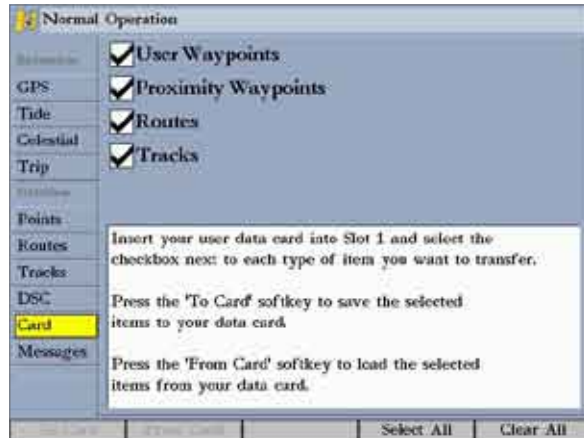 Normal Operation
User Waypoints
Proximity Waypoints
Routes
Tracks
GPS
Tide
Celestial
Trip
Points
Routes
Tracks
DSC
Card
Messages
Insert your user data card into Slot 1 and select the
checkbox next to each type of item you want to transfer.
Press the 'To Card' softkey to save the selected
items to your data card.
Press the 'From Card' softkey to load the selected
items from your data card.
Select All
Clear All